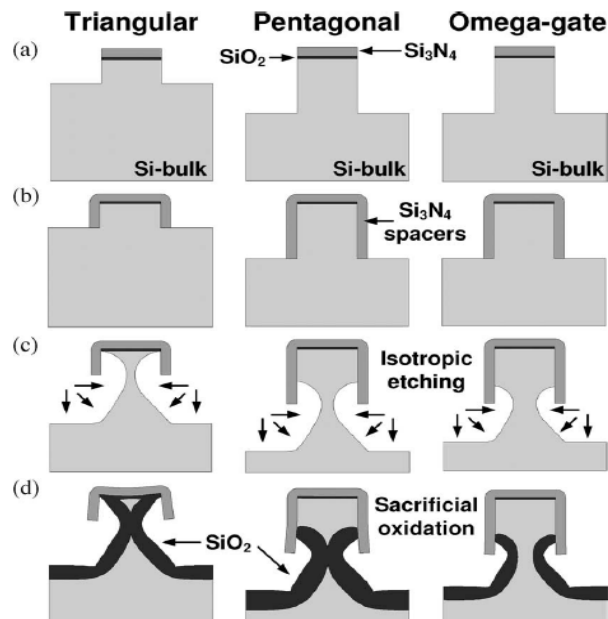 Triangular Pentagonal Omega-gate
(a)
SiO2
Si3N4
Si-bulk Si-bulk Si-bulk
(b)
Si3N4
spacers
(c)
Isotropic
etching
(d)
Sacrificial
oxidation
SiO2